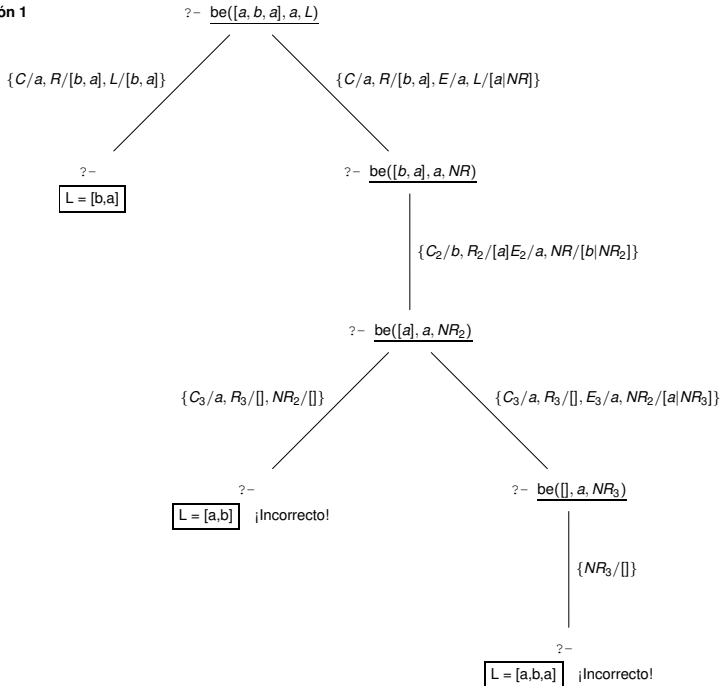 ón 1
?– be([a, b, a], a, L)
{C/a, R/[b, a], L/[b, a]}
{C/a, R/[b, a], E/a, L/[a|NR]}
?–
L = [b,a]
?– be([b, a], a, NR)
{C₂/b, R₂/[a]E₂/a, NR/[b|NR₂]}
?– be([a], a, NR₂)
{C₃/a, R₃/[], NR₂/[]}
{C₃/a, R₃/[], E₃/a, NR₂/[a|NR₃]}
?–
L = [a,b] ¡Incorrecto!
?– be([], a, NR₃)
{NR₃/[]}
?–
L = [a,b,a] ¡Incorrecto!